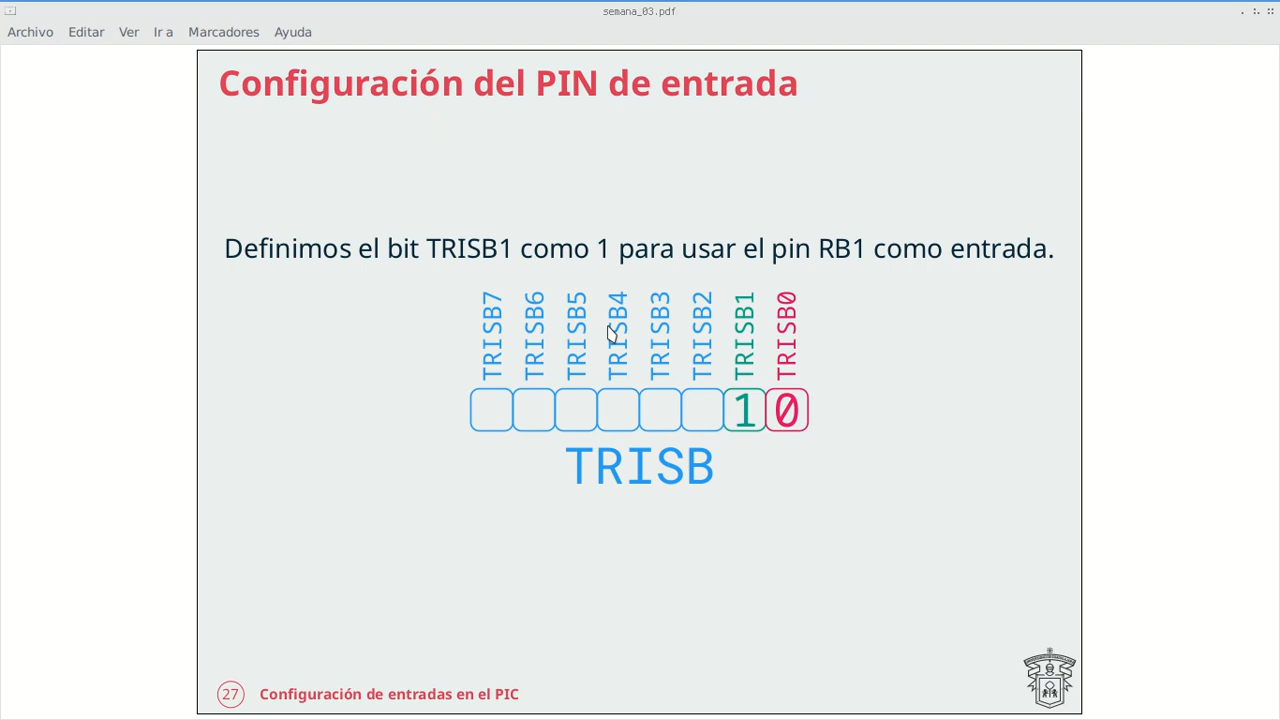 semana_03.pdf
Archivo Editar Ver Ir a Marcadores Ayuda
Configuración del PIN de entrada
Definimos el bit TRISB1 como 1 para usar el pin RB1 como entrada.
TRISB7 TRISB6 TRISB5 TRISB4 TRISB3 TRISB2 TRISB1 TRISB0
1 0
TRISB
27 Configuración de entradas en el PIC